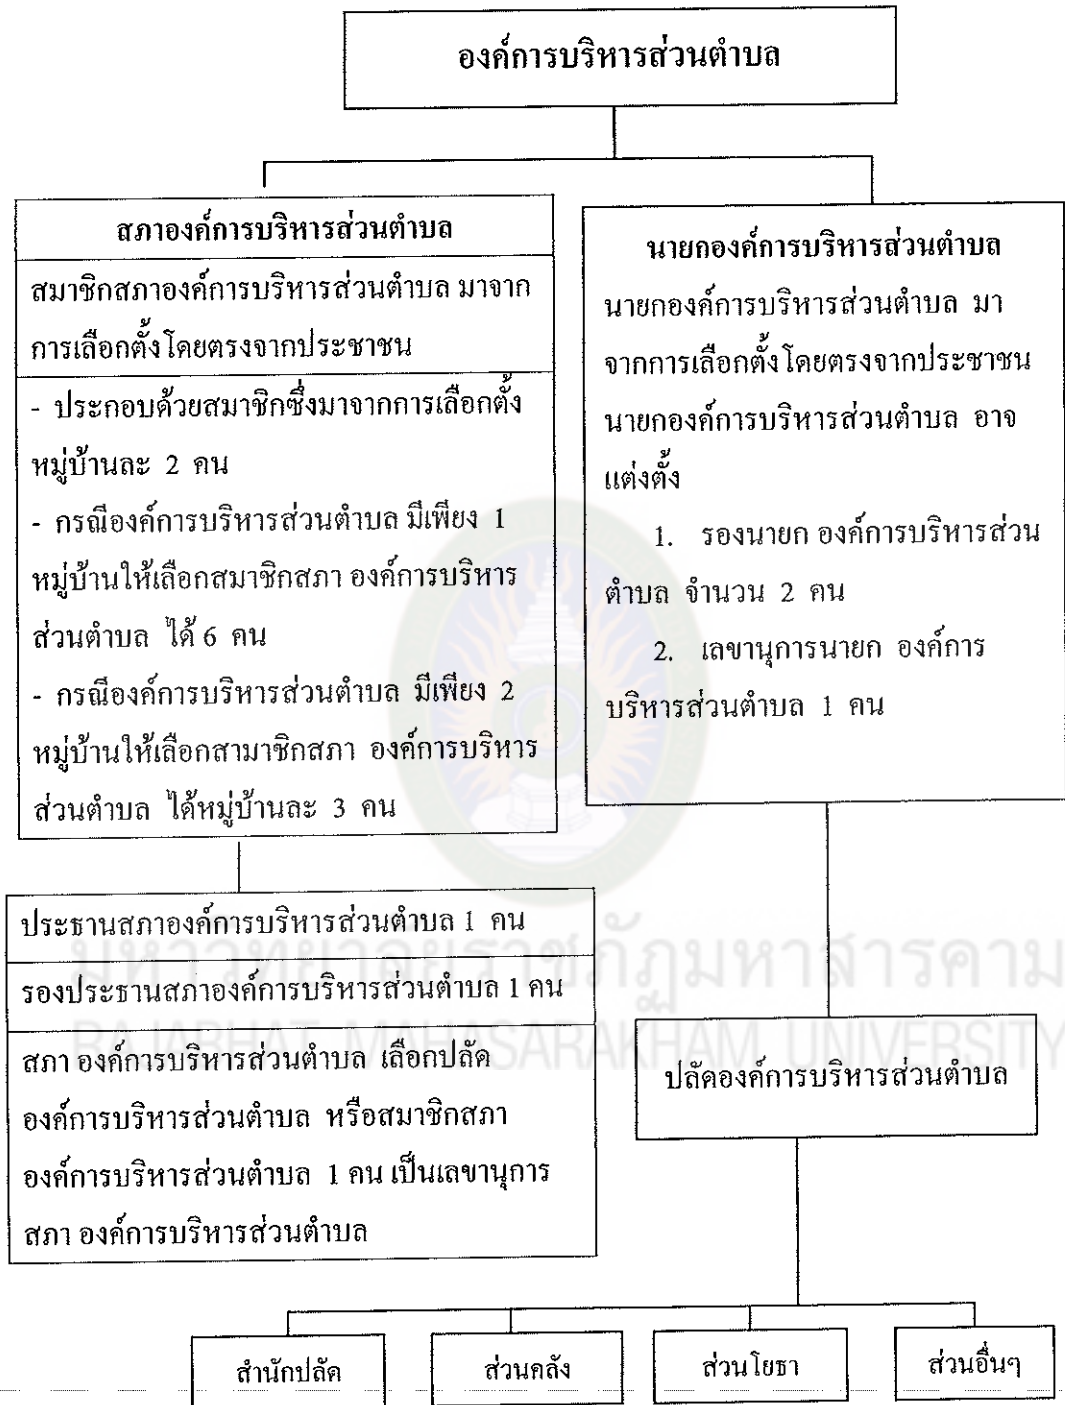 องค์การบริหารส่วนตำบล
สภาองค์การบริหารส่วนตำบล
สมาชิกสภาองค์การบริหารส่วนตำบล มาจาก
การเลือกตั้งโดยตรงจากประชาชน
- ประกอบด้วยสมาชิกซึ่งมาจากการเลือกตั้ง
หมู่บ้านละ 2 คน
- กรณีองค์การบริหารส่วนตำบล มีเพียง 1
หมู่บ้านให้เลือกสมาชิกสภา องค์การบริหาร
ส่วนตำบล ได้ 6 คน
- กรณีองค์การบริหารส่วนตำบล มีเพียง 2
หมู่บ้านให้เลือกสามาชิกสภา องค์การบริหาร
ส่วนตำบล ได้หมู่บ้านละ 3 คน
นายกองค์การบริหารส่วนตำบล
นายกองค์การบริหารส่วนตำบล มา
จากการเลือกตั้งโดยตรงจากประชาชน
นายกองค์การบริหารส่วนตำบล อาจ
แต่งตั้ง
1. รองนายก องค์การบริหารส่วน
ตำบล จำนวน 2 คน
2. เลขานุการนายก องค์การ
บริหารส่วนตำบล 1 คน
ประธานสภาองค์การบริหารส่วนตำบล 1 คน
รองประธานสภาองค์การบริหารส่วนตำบล 1 คน
สภา องค์การบริหารส่วนตำบล เลือกปลัด
องค์การบริหารส่วนตำบล หรือสมาชิกสภา
องค์การบริหารส่วนตำบล 1 คน เป็นเลขานุการ
สภา องค์การบริหารส่วนตำบล
มหาวิทยาลัยราชภัฏมหาสารคาม
RAJABHAT MAHASARAKHAM UNIVERSITY
ปลัดองค์การบริหารส่วนตำบล
สำนักปลัด
ส่วนคลัง
ส่วนโยธา
ส่วนอื่นๆ